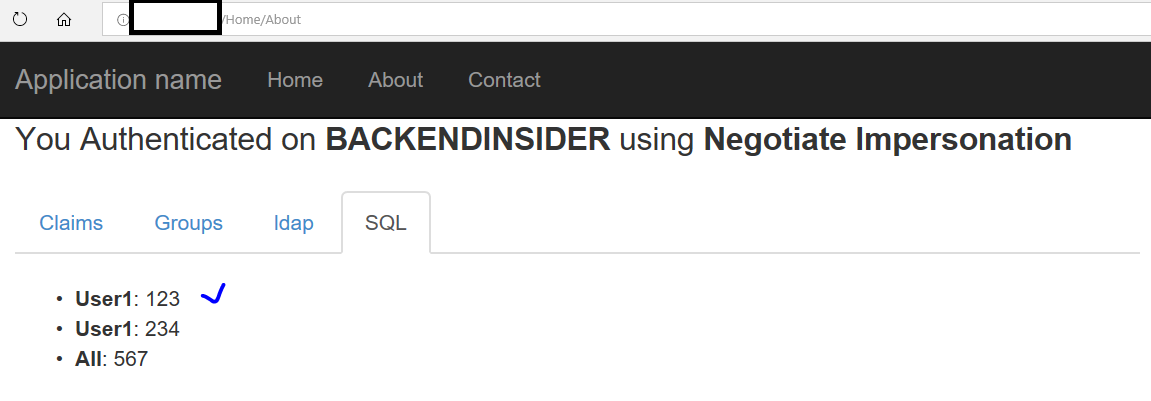 /Home/About
Application name Home About Contact
You Authenticated on BACKENDINSIDER using Negotiate Impersonation
Claims Groups ldap SQL
• User1: 123
• User1: 234
• All: 567